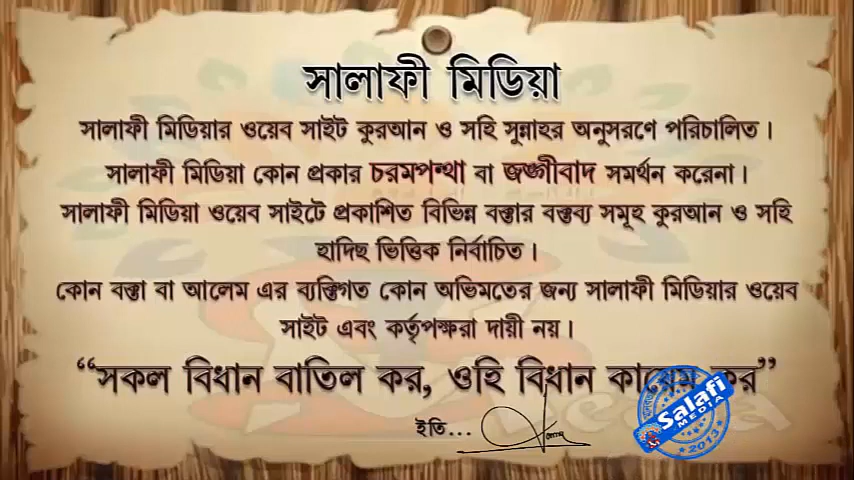 সালাফী মিডিয়া
সালাফী মিডিয়ার ওয়েব সাইট কুরআন ও সহি সুন্নাহর অনুসরণে পরিচালিত।
সালাফী মিডিয়া কোন প্রকার চরমপন্থা বা জঙ্গীবাদ সমর্থন করেনা।
সালাফী মিডিয়া ওয়েব সাইটে প্রকাশিত বিভিন্ন বক্তার বক্তব্য সমূহ কুরআন ও সহি
হাদিছ ভিত্তিক নির্বাচিত।
কোন বক্তা বা আলেম এর ব্যক্তিগত কোন অভিমতের জন্য সালাফী মিডিয়ার ওয়েব
সাইট এবং কর্তৃপক্ষরা দায়ী নয়।
“সকল বিধান বাতিল কর, ওহি বিধান কায়েম কর”
ইতি...
Salafi
MEDIA
2013